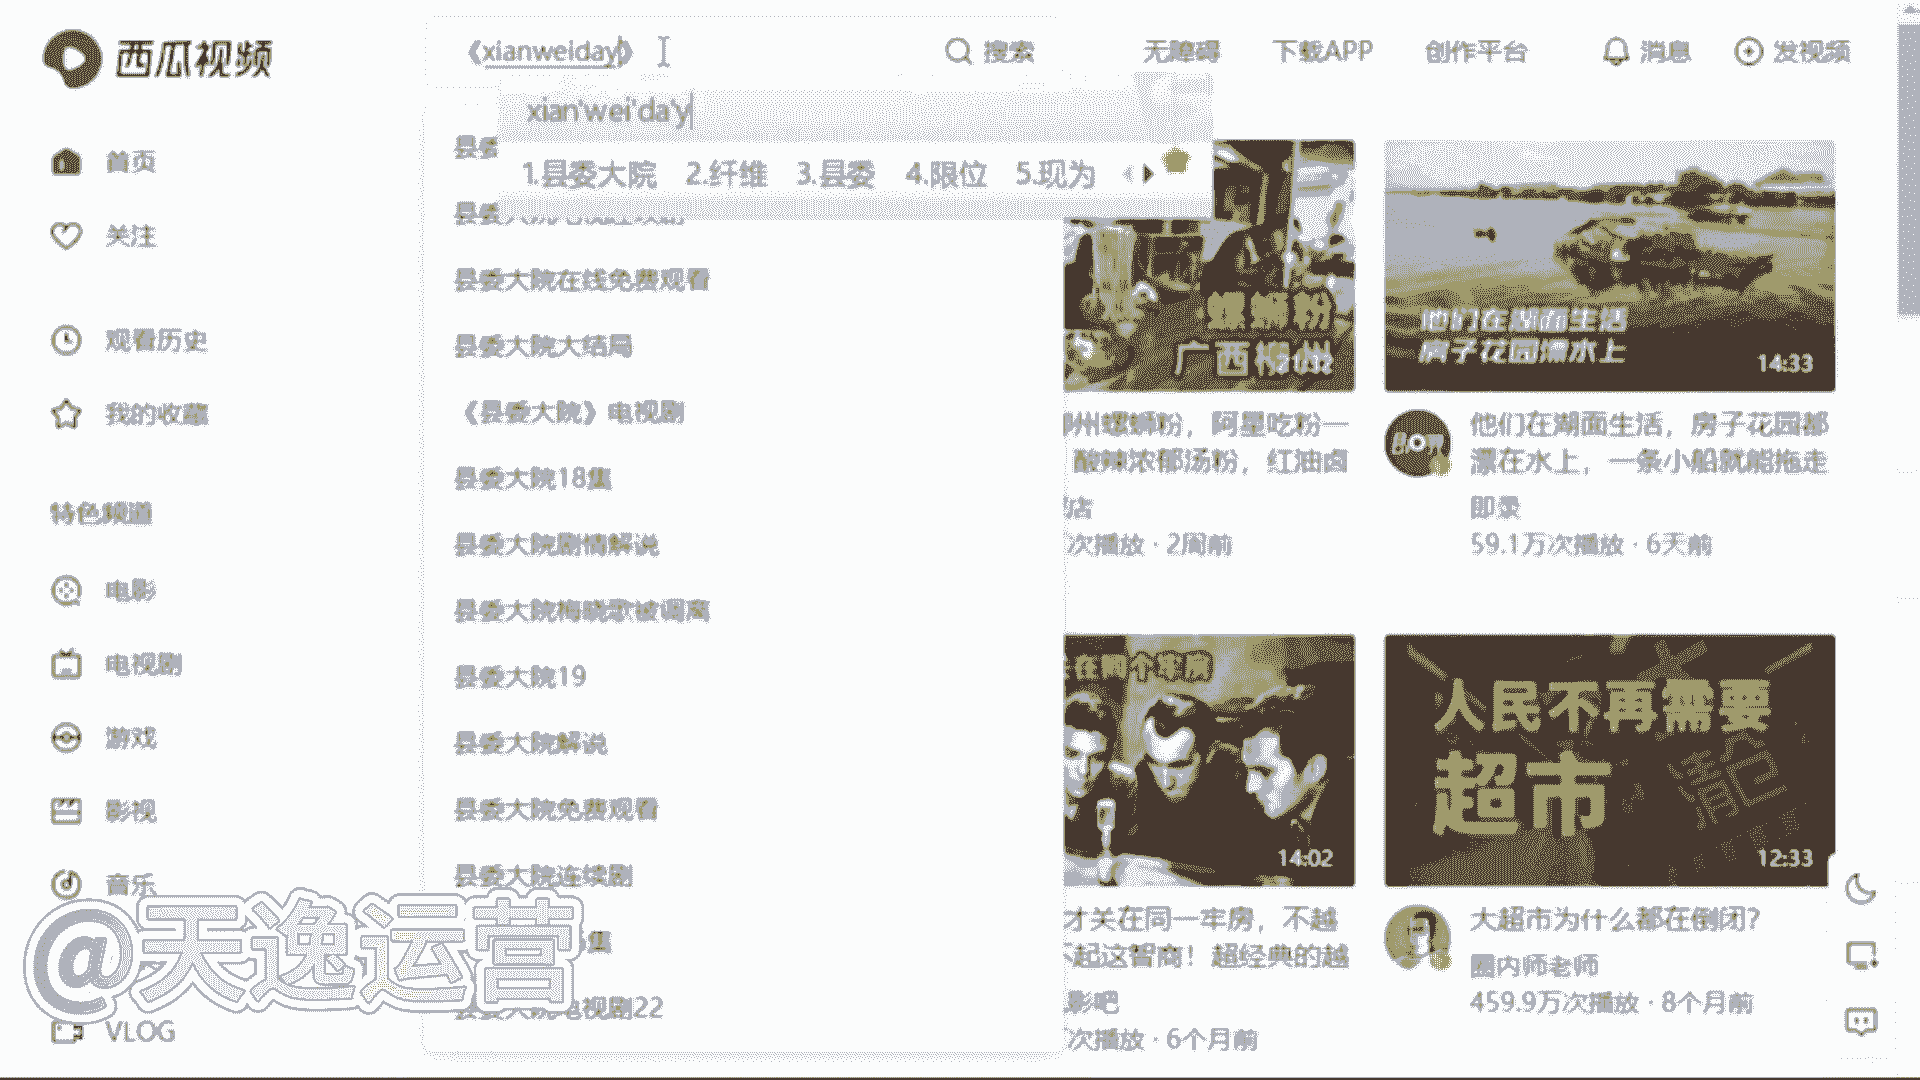 西瓜视频
《xianweiday》
搜索
无障碍
下载APP
创作平台
消息
发视频
xian'wei'da'y
1.县委大院 2.纤维 3.县委 4.限位 5.现为
首页
关注
观看历史
我的收藏
特色频道
电影
电视剧
游戏
影视
音乐
VLOG
县委
县委大院在线免费观看
县委大院大结局
《县委大院》电视剧
县委大院18集
县委大院剧情解说
县委大院梅晓歌被调离
县委大院19
县委大院解说
县委大院免费观看
县委大院连续剧
集
县委大院电视剧22
螺蛳粉
广西柳州
21:32
州螺蛳粉，阿星吃粉一
酸辣浓郁汤粉，红油卤
店
次播放 · 2周前
他们在湖面生活
房子花园漂水上
14:33
他们在湖面生活，房子花园都
漂在水上，一条小船就能拖走
即录
59.1万次播放 · 6天前
在同个牢房
14:02
才关在同一牢房，不越
起这智商！超经典的越
影吧
次播放 · 6个月前
人民不再需要
超市
清仓
12:33
大超市为什么都在倒闭？
圈内师老师
459.9万次播放 · 8个月前
@天逸运营